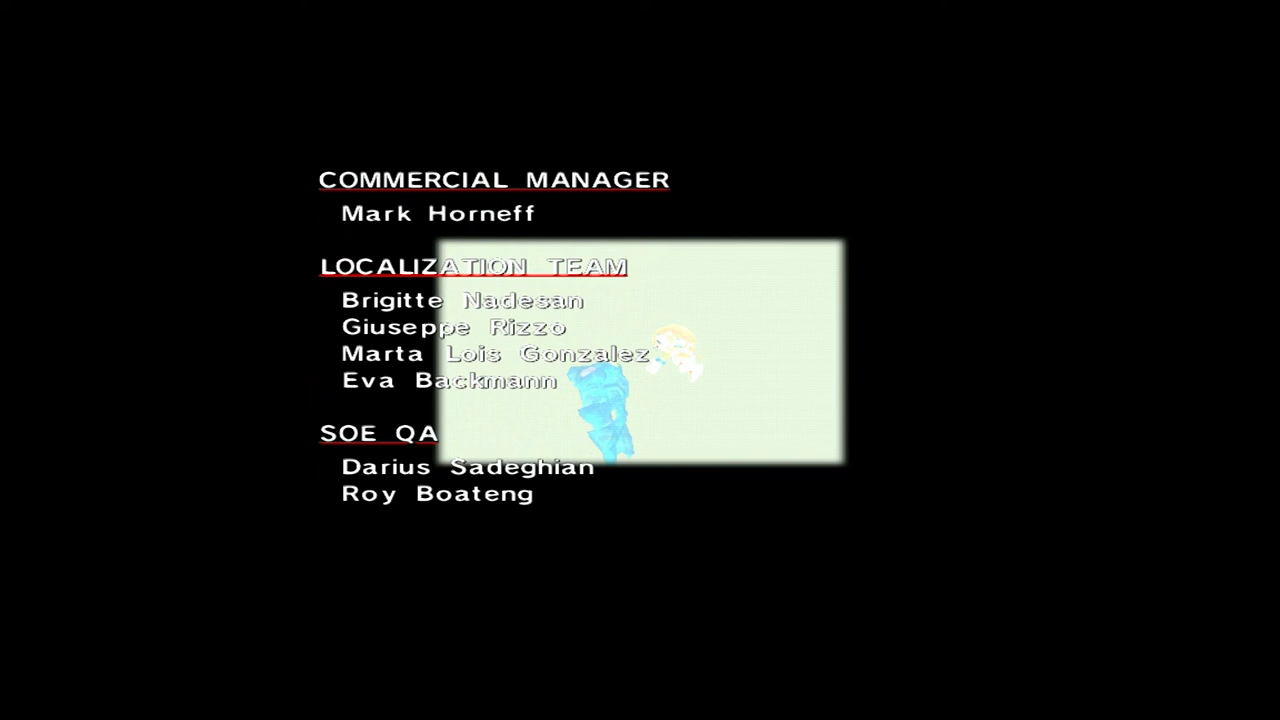 COMMERCIAL MANAGER
Mark Horneff
LOCALIZATION TEAM
Brigitte Nadesan
Giuseppe Rizzo
Marta Lois Gonzalez
Eva Backmann
SOE QA
Darius Sadeghian
Roy Boateng